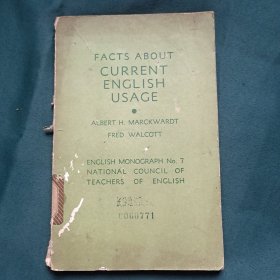 FACTS ABOUT
CURRENT
ENGLISH
USAGE
ALBERT H. MARCKWARDT
FRED WALCOTT
ENGLISH MONOGRAPH No. 7
NATIONAL COUNCIL OF
TEACHERS OF ENGLISH